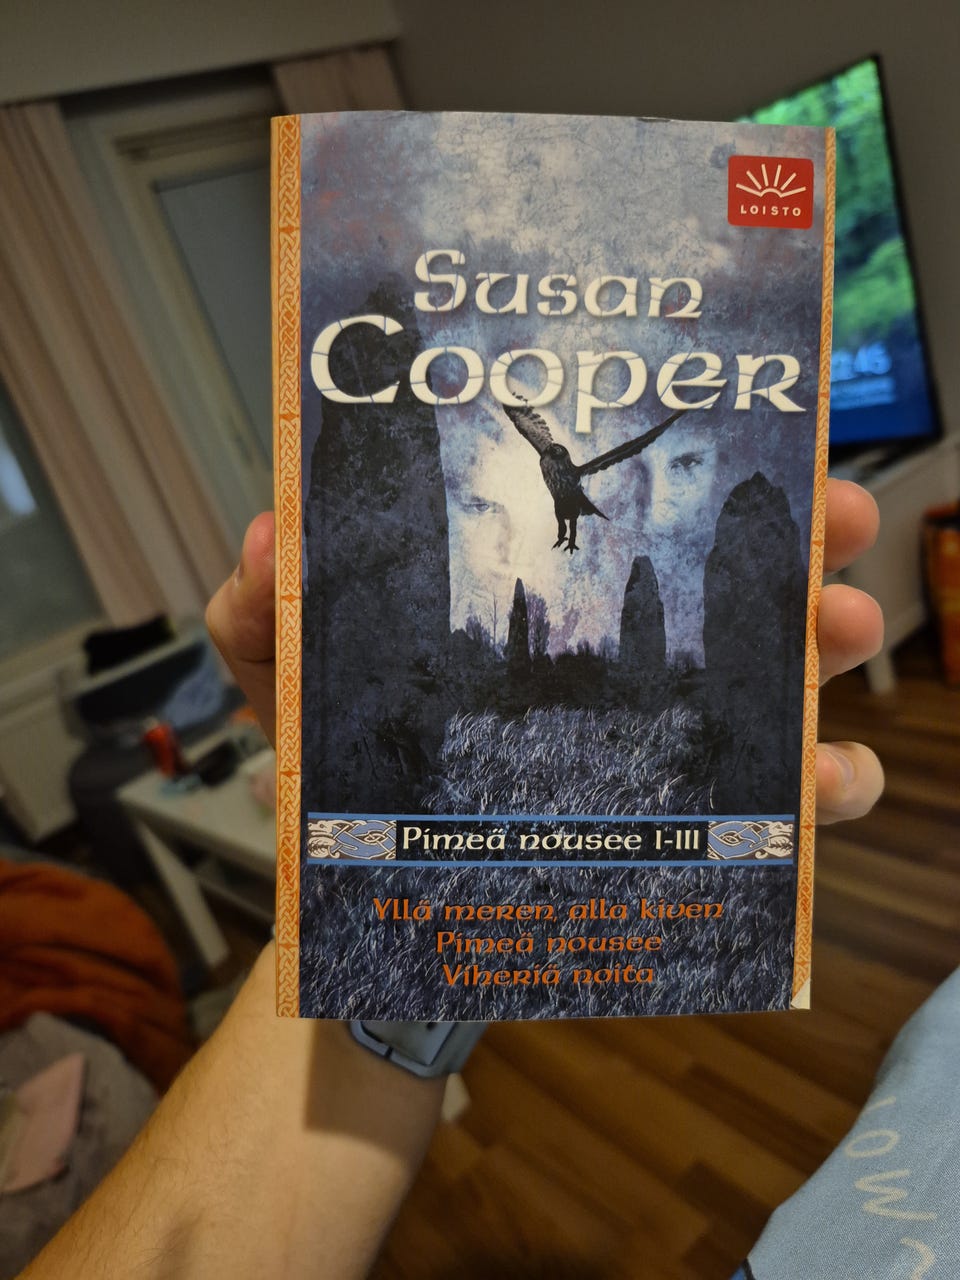 LOISTO
Susan
Cooper
Pimeä nousee I-III
Yllä meren, alla kiven
Pimeä nousee
Viheriä noita